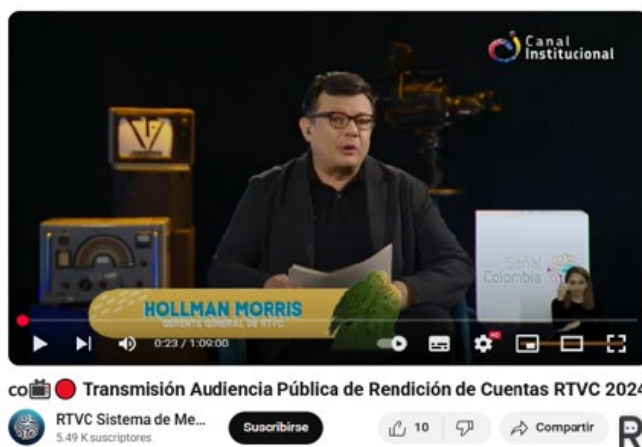 Canal
Institucional
Señal
Colombia
HOLLMAN MORRIS
GERENTE GENERAL DE RTVC
0:23 / 1:09:00
HD
Transmisión Audiencia Pública de Rendición de Cuentas RTVC 2024
RTVC Sistema de Me...
Suscribirse
10
Compartir
5.49 K suscriptores